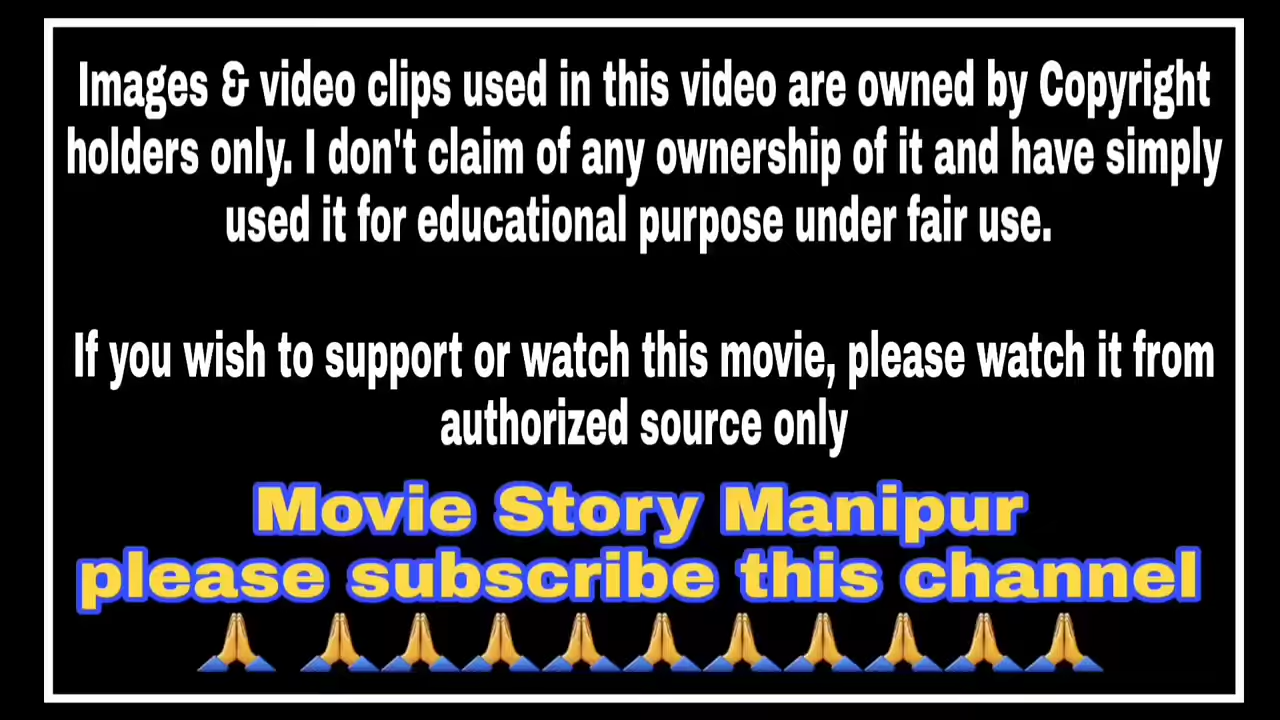 Images & video clips used in this video are owned by Copyright
holders only. I don't claim of any ownership of it and have simply
used it for educational purpose under fair use.
If you wish to support or watch this movie, please watch it from
authorized source only
Movie Story Manipur
please subscribe this channel
🙏 🙏🙏🙏🙏🙏🙏🙏🙏🙏🙏